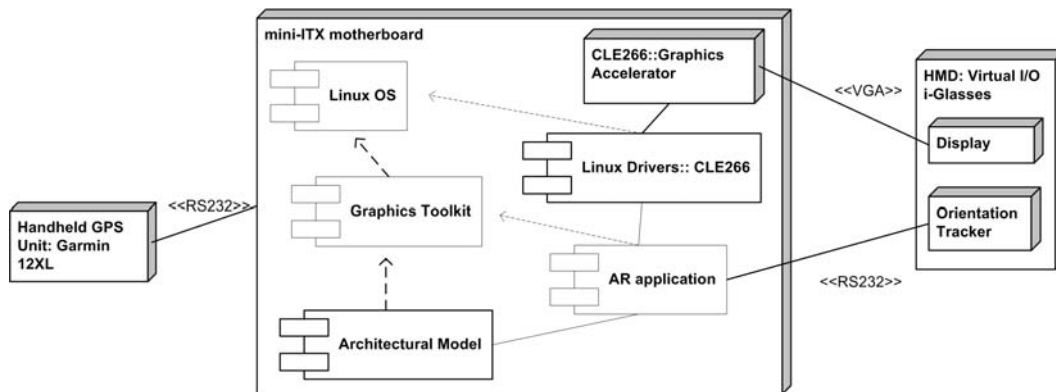 mini-ITX motherboard
CLE266::Graphics
Accelerator
Linux OS
<<VGA>>
HMD: Virtual I/O
i-Glasses
Display
Linux Drivers:: CLE266
<<RS232>>
Graphics Toolkit
Handheld GPS
Unit: Garmin
12XL
Orientation
Tracker
AR application
<<RS232>>
Architectural Model